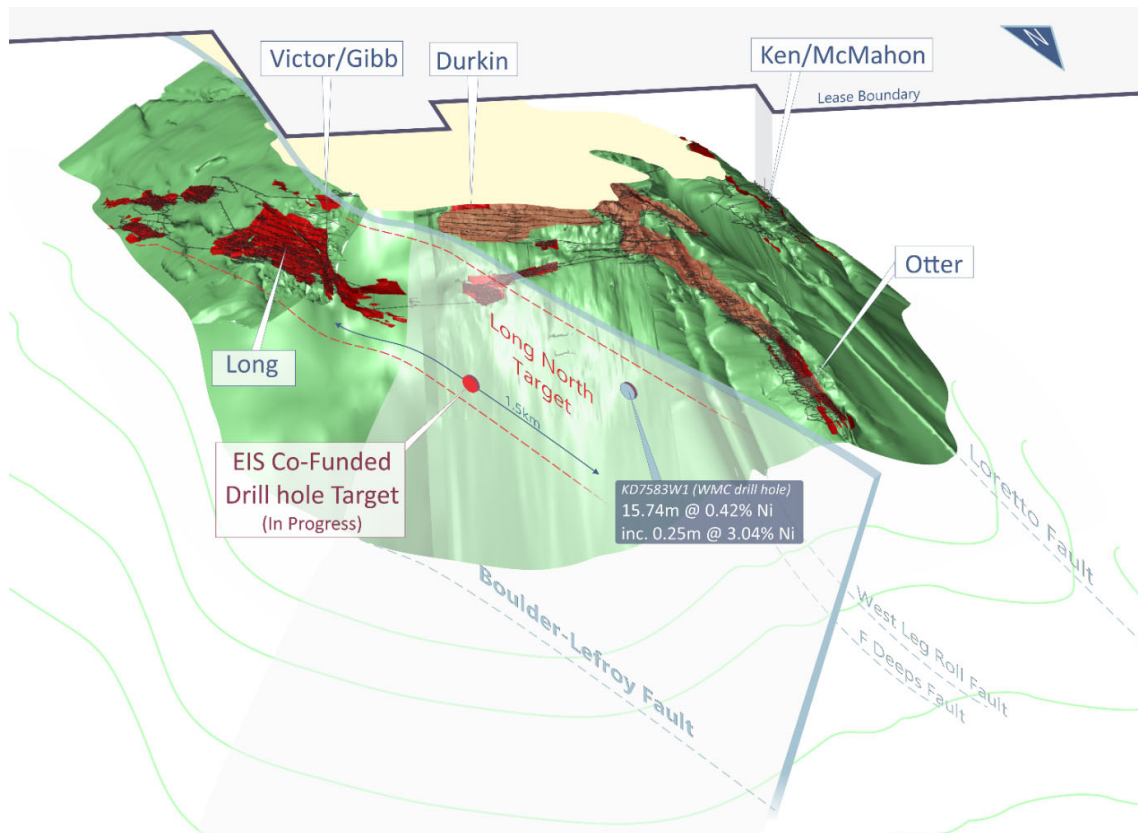 N
Victor/Gibb
Durkin
Ken/McMahon
Lease Boundary
Otter
Long
Long North
Target
1.5km
EIS Co-Funded
Drill hole Target
(In Progress)
KD7583W1 (WMC drill hole)
15.74m @ 0.42% Ni
inc. 0.25m @ 3.04% Ni
Loretto Fault
Boulder-Lefroy Fault
West Leg Roll Fault
F Deeps Fault